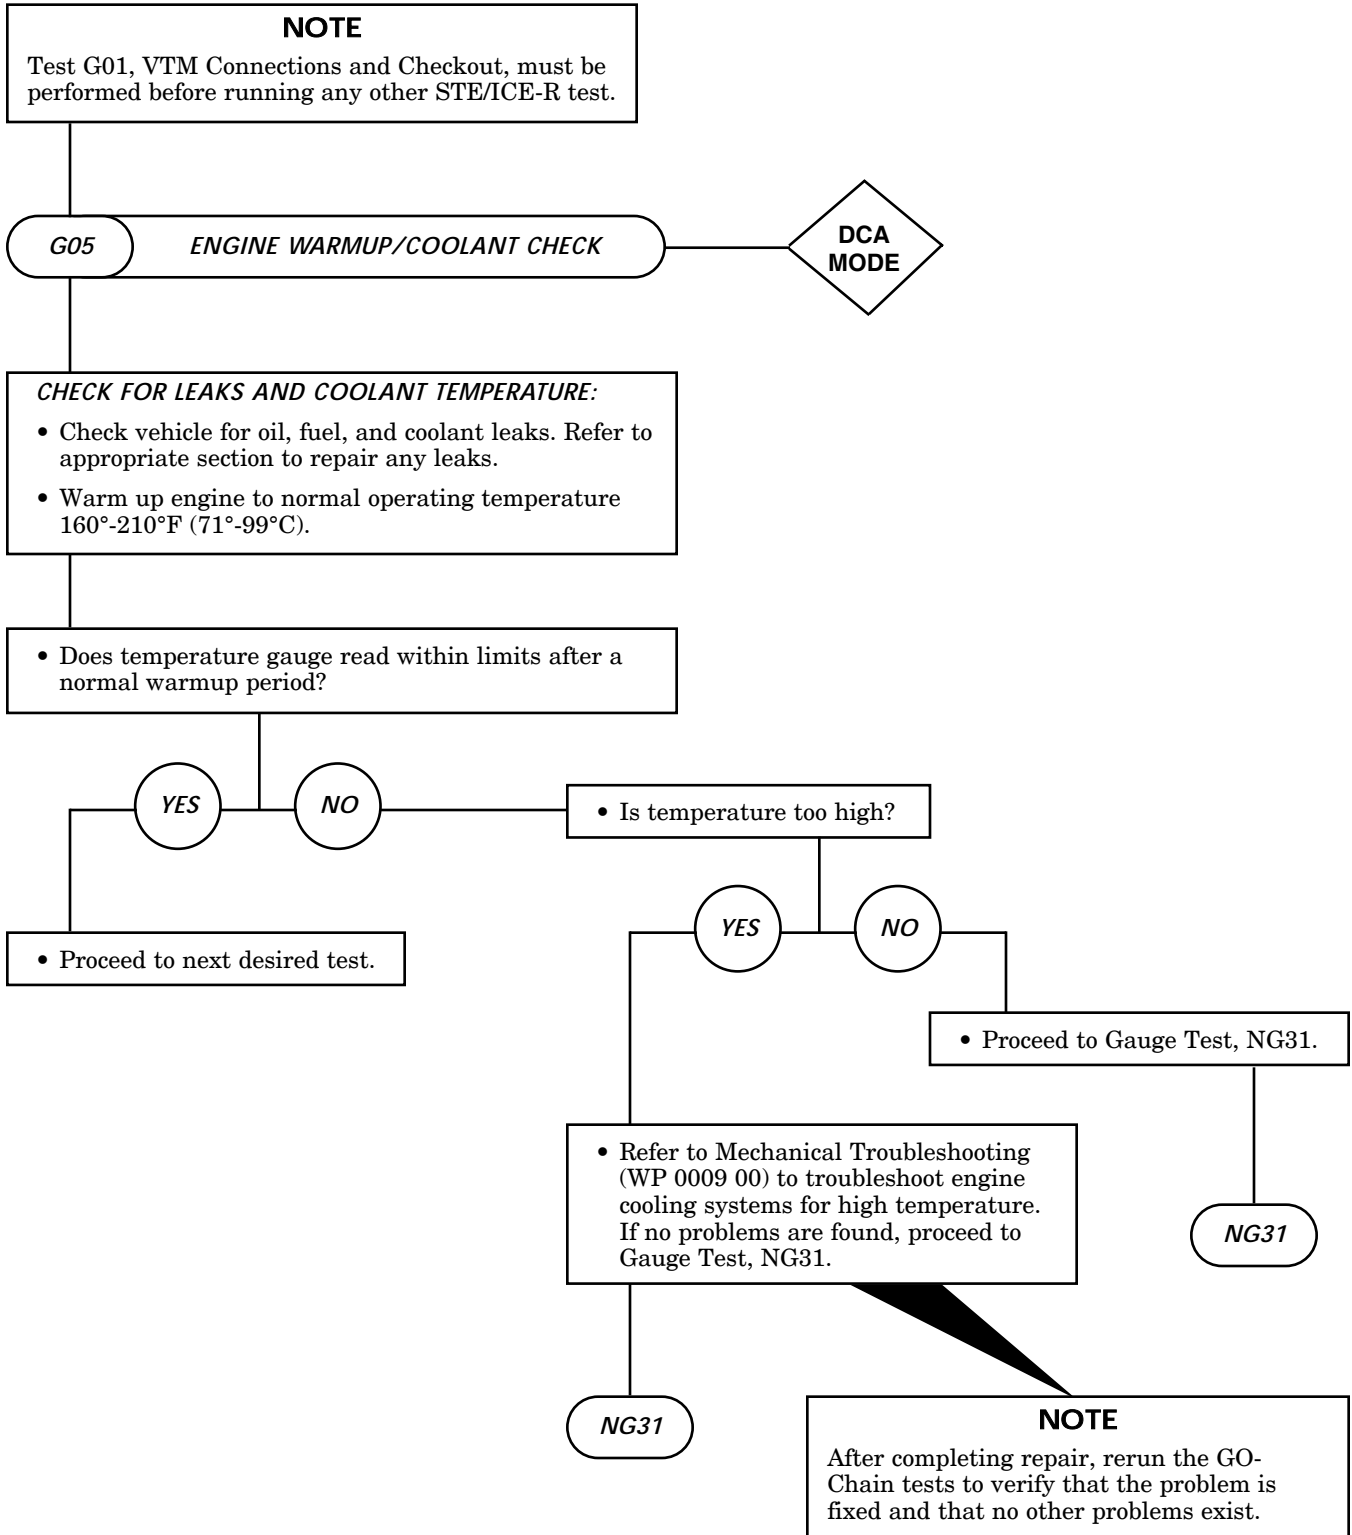 NOTE
Test G01, VTM Connections and Checkout, must be
performed before running any other STE/ICE-R test.
G05
ENGINE WARMUP/COOLANT CHECK
DCA
MODE
CHECK FOR LEAKS AND COOLANT TEMPERATURE:
• Check vehicle for oil, fuel, and coolant leaks. Refer to
appropriate section to repair any leaks.
• Warm up engine to normal operating temperature
160°-210°F (71°-99°C).
• Does temperature gauge read within limits after a
normal warmup period?
YES
NO
• Is temperature too high?
YES
NO
• Proceed to next desired test.
• Proceed to Gauge Test, NG31.
• Refer to Mechanical Troubleshooting
(WP 0009 00) to troubleshoot engine
cooling systems for high temperature.
If no problems are found, proceed to
Gauge Test, NG31.
NG31
NG31
NOTE
After completing repair, rerun the GO-
Chain tests to verify that the problem is
fixed and that no other problems exist.